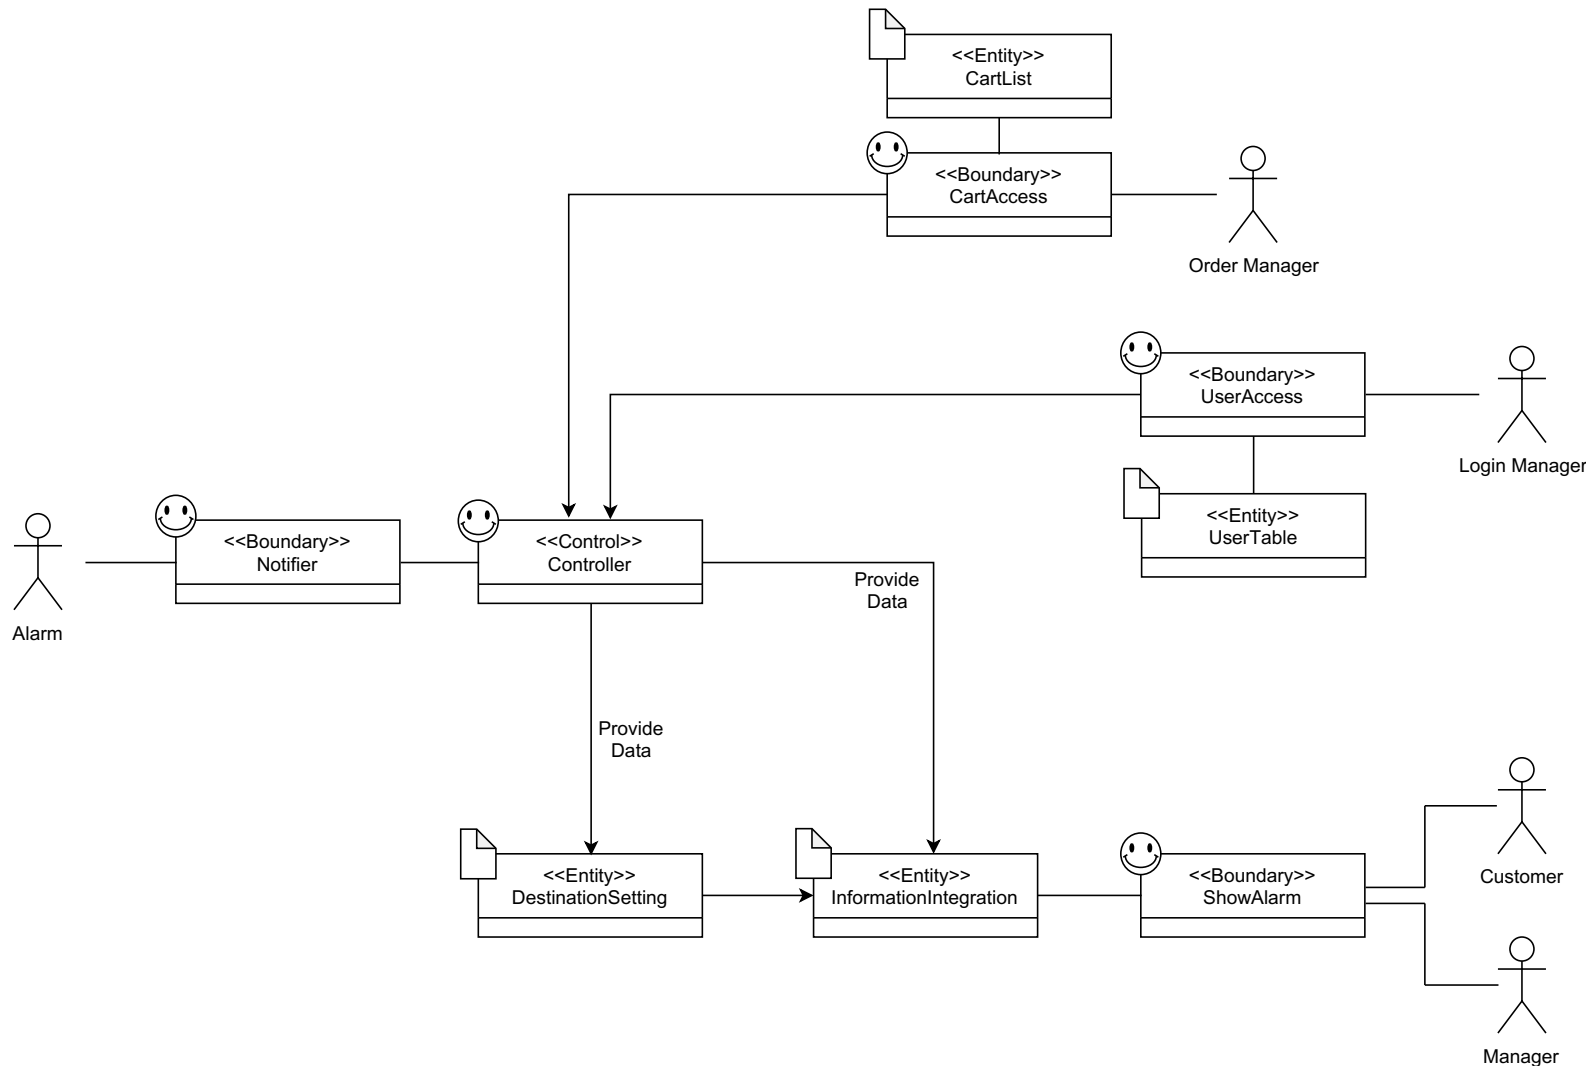 <<Entity>>
CartList
<<Boundary>>
CartAccess
Order Manager
<<Boundary>>
UserAccess
Login Manager
<<Entity>>
UserTable
<<Boundary>>
Notifier
<<Control>>
Controller
Alarm
Provide
Data
Provide
Data
<<Entity>>
DestinationSetting
<<Entity>>
InformationIntegration
<<Boundary>>
ShowAlarm
Customer
Manager